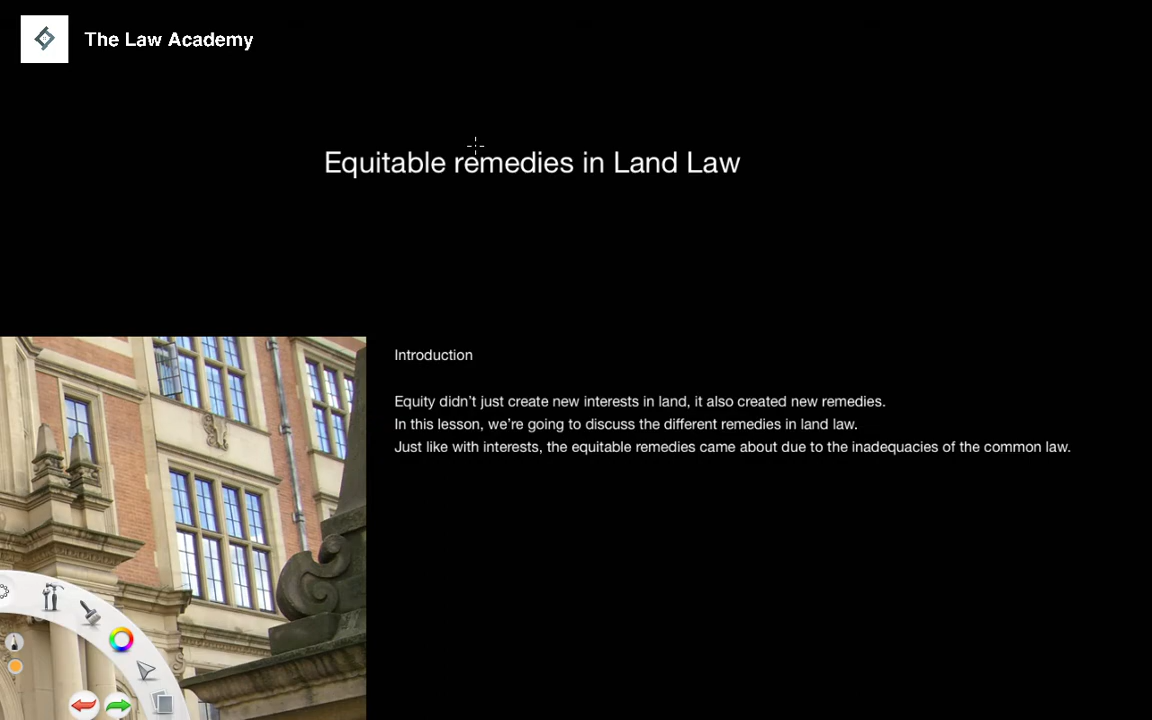 The Law Academy
Equitable remedies in Land Law
Introduction
Equity didn't just create new interests in land, it also created new remedies.
In this lesson, we're going to discuss the different remedies in land law.
Just like with interests, the equitable remedies came about due to the inadequacies of the common law.